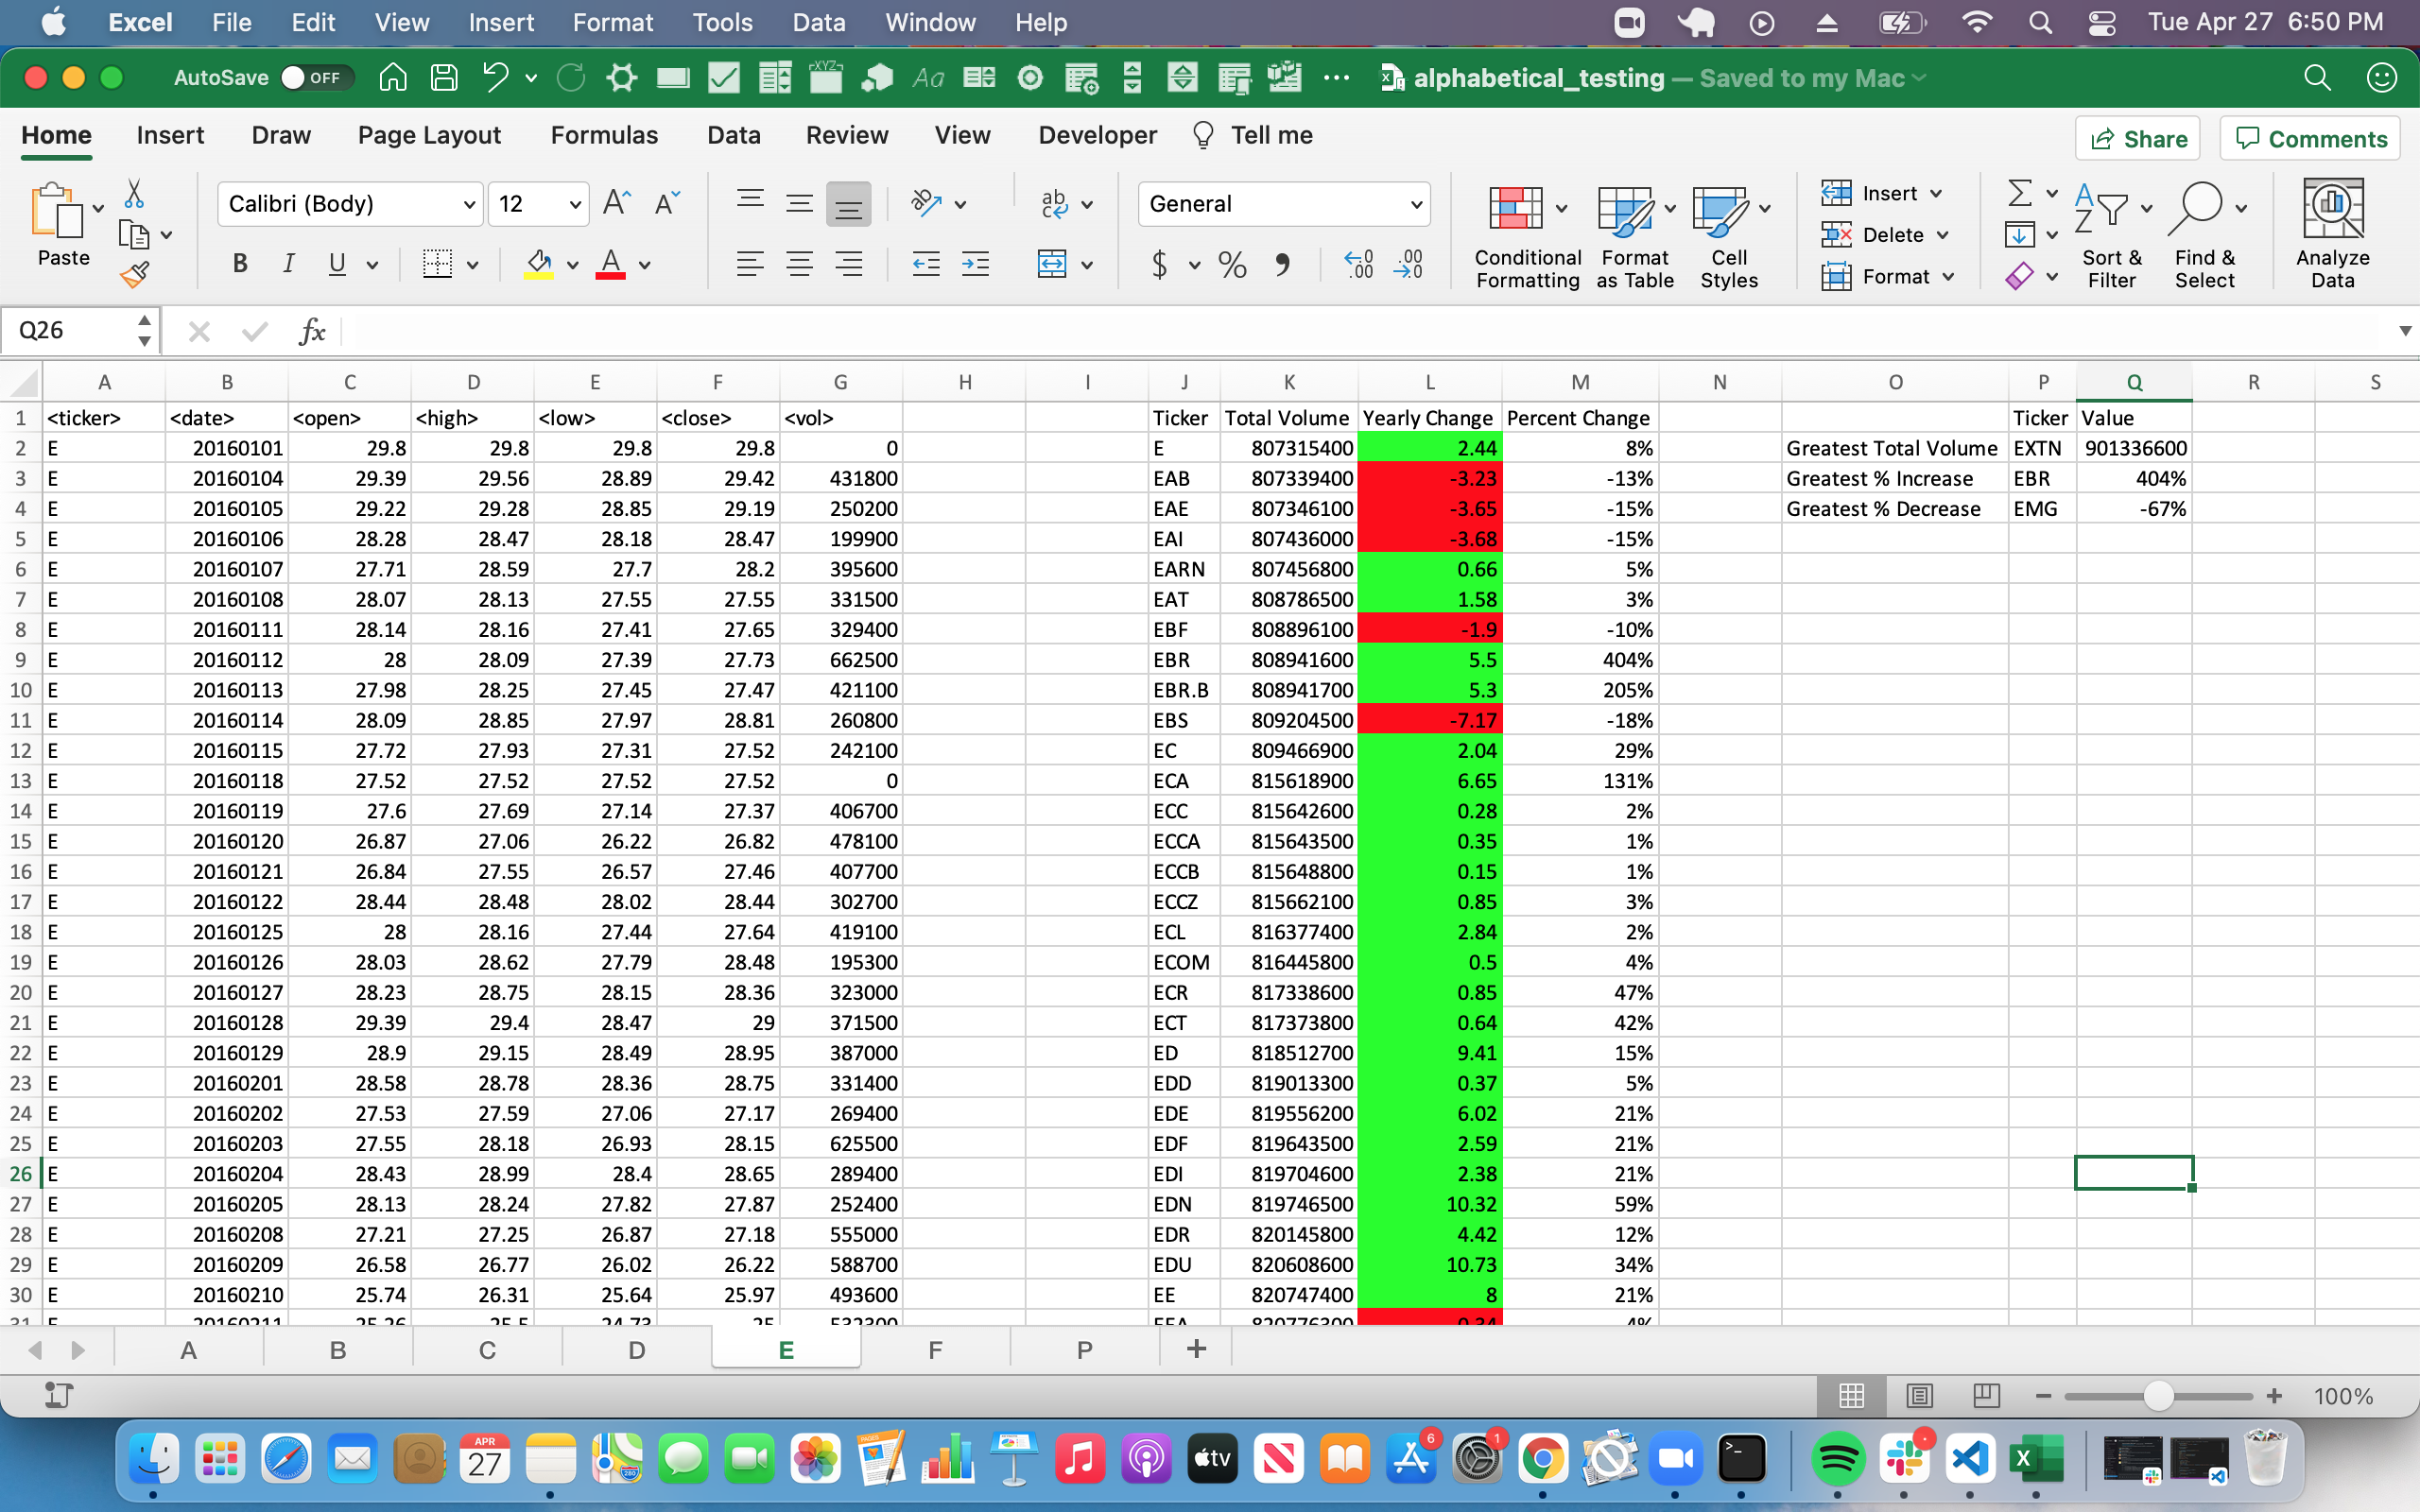 Excel File Edit View Insert Format Tools Data Window Help Tue Apr 27 6:50 PM
AutoSave OFF alphabetical_testing — Saved to my Mac
Home Insert Draw Page Layout Formulas Data Review View Developer Tell me Share Comments
Paste Calibri (Body) 12 General Conditional Formatting Format as Table Cell Styles Insert Delete Format Sort & Filter Find & Select Analyze Data
Q26 fx
A B C D E F G H I J K L M N O P Q R S
1 <ticker> <date> <open> <high> <low> <close> <vol> Ticker Total Volume Yearly Change Percent Change Ticker Value
2 E 20160101 29.8 29.8 29.8 29.8 0 E 807315400 2.44 8% Greatest Total Volume EXTN 901336600
3 E 20160104 29.39 29.56 28.89 29.42 431800 EAB 807339400 -3.23 -13% Greatest % Increase EBR 404%
4 E 20160105 29.22 29.28 28.85 29.19 250200 EAE 807346100 -3.65 -15% Greatest % Decrease EMG -67%
5 E 20160106 28.28 28.47 28.18 28.47 199900 EAI 807436000 -3.68 -15%
6 E 20160107 27.71 28.59 27.7 28.2 395600 EARN 807456800 0.66 5%
7 E 20160108 28.07 28.13 27.55 27.55 331500 EAT 808786500 1.58 3%
8 E 20160111 28.14 28.16 27.41 27.65 329400 EBF 808896100 -1.9 -10%
9 E 20160112 28 28.09 27.39 27.73 662500 EBR 808941600 5.5 404%
10 E 20160113 27.98 28.25 27.45 27.47 421100 EBR.B 808941700 5.3 205%
11 E 20160114 28.09 28.85 27.97 28.81 260800 EBS 809204500 -7.17 -18%
12 E 20160115 27.72 27.93 27.31 27.52 242100 EC 809466900 2.04 29%
13 E 20160118 27.52 27.52 27.52 27.52 0 ECA 815618900 6.65 131%
14 E 20160119 27.6 27.69 27.14 27.37 406700 ECC 815642600 0.28 2%
15 E 20160120 26.87 27.06 26.22 26.82 478100 ECCA 815643500 0.35 1%
16 E 20160121 26.84 27.55 26.57 27.46 407700 ECCB 815648800 0.15 1%
17 E 20160122 28.44 28.48 28.02 28.44 302700 ECCZ 815662100 0.85 3%
18 E 20160125 28 28.16 27.44 27.64 419100 ECL 816377400 2.84 2%
19 E 20160126 28.03 28.62 27.79 28.48 195300 ECOM 816445800 0.5 4%
20 E 20160127 28.23 28.75 28.15 28.36 323000 ECR 817338600 0.85 47%
21 E 20160128 29.39 29.4 28.47 29 371500 ECT 817373800 0.64 42%
22 E 20160129 28.9 29.15 28.49 28.95 387000 ED 818512700 9.41 15%
23 E 20160201 28.58 28.78 28.36 28.75 331400 EDD 819013300 0.37 5%
24 E 20160202 27.53 27.59 27.06 27.17 269400 EDE 819556200 6.02 21%
25 E 20160203 27.55 28.18 26.93 28.15 625500 EDF 819643500 2.59 21%
26 E 20160204 28.43 28.99 28.4 28.65 289400 EDI 819704600 2.38 21%
27 E 20160205 28.13 28.24 27.82 27.87 252400 EDN 819746500 10.32 59%
28 E 20160208 27.21 27.25 26.87 27.18 555000 EDR 820145800 4.42 12%
29 E 20160209 26.58 26.77 26.02 26.22 588700 EDU 820608600 10.73 34%
30 E 20160210 25.74 26.31 25.64 25.97 493600 EE 820747400 8 21%
A B C D E F P +
100%
APR 27 280 tv 6 1